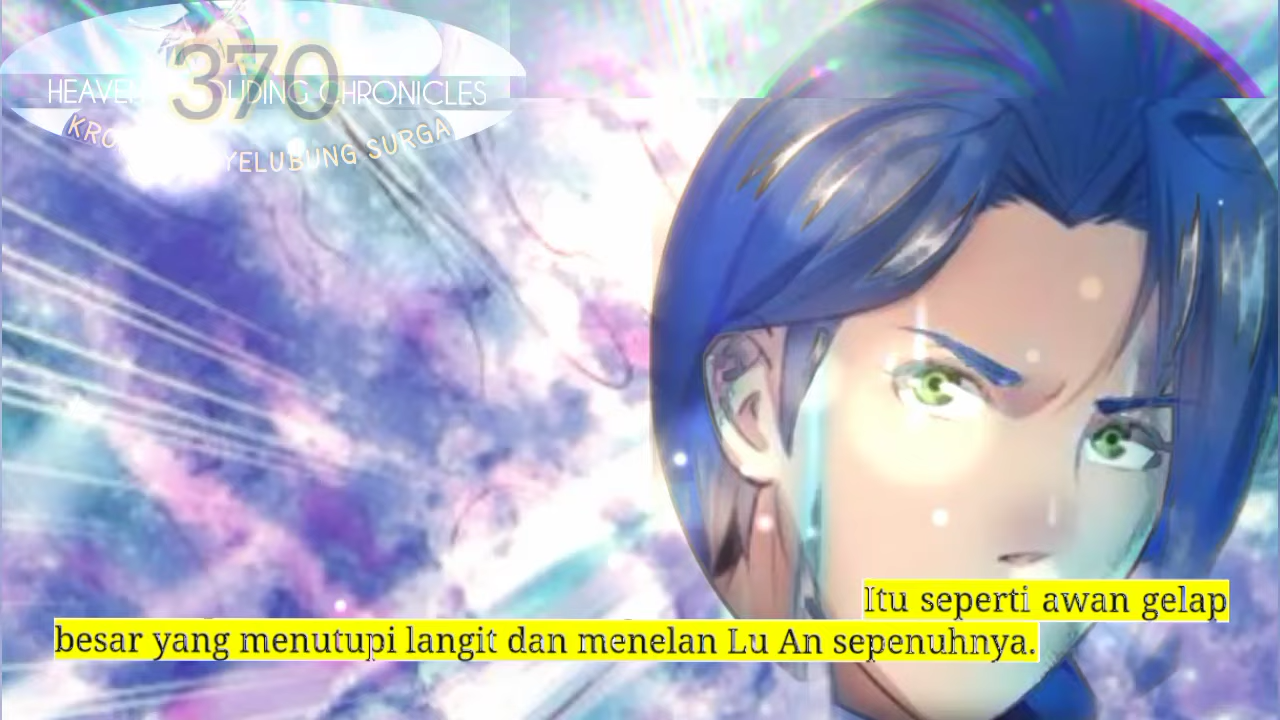 370
HEAVEN UDING CHRONICLES
KRO YELUBUNG SURGA
Itu seperti awan gelap
besar yang menutupi langit dan menelan Lu An sepenuhnya.